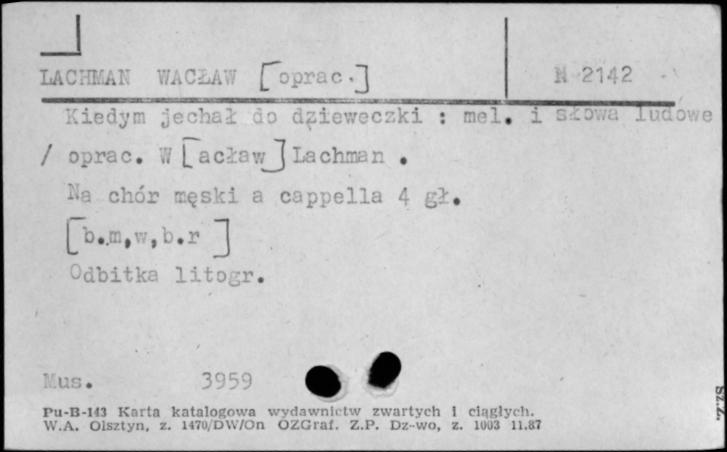 LACHMAN WACŁAW [oprac.] N 2142
Kiedym jechał do dzieweczki : mel. i słowa ludowe
/ oprac. W[acław] Lachman .
Na chór męski a cappella 4 gł.
[b.m,w,b.r]
Odbitka litogr.
Mus. 3959
Pu-B-143 Karta katalogowa wydawnictw zwartych i ciągłych.
W.A. Olsztyn, z. 1470/DW/On OZGraf. Z.P. Dz-wo, z. 1003 11.87
Sz.Z.